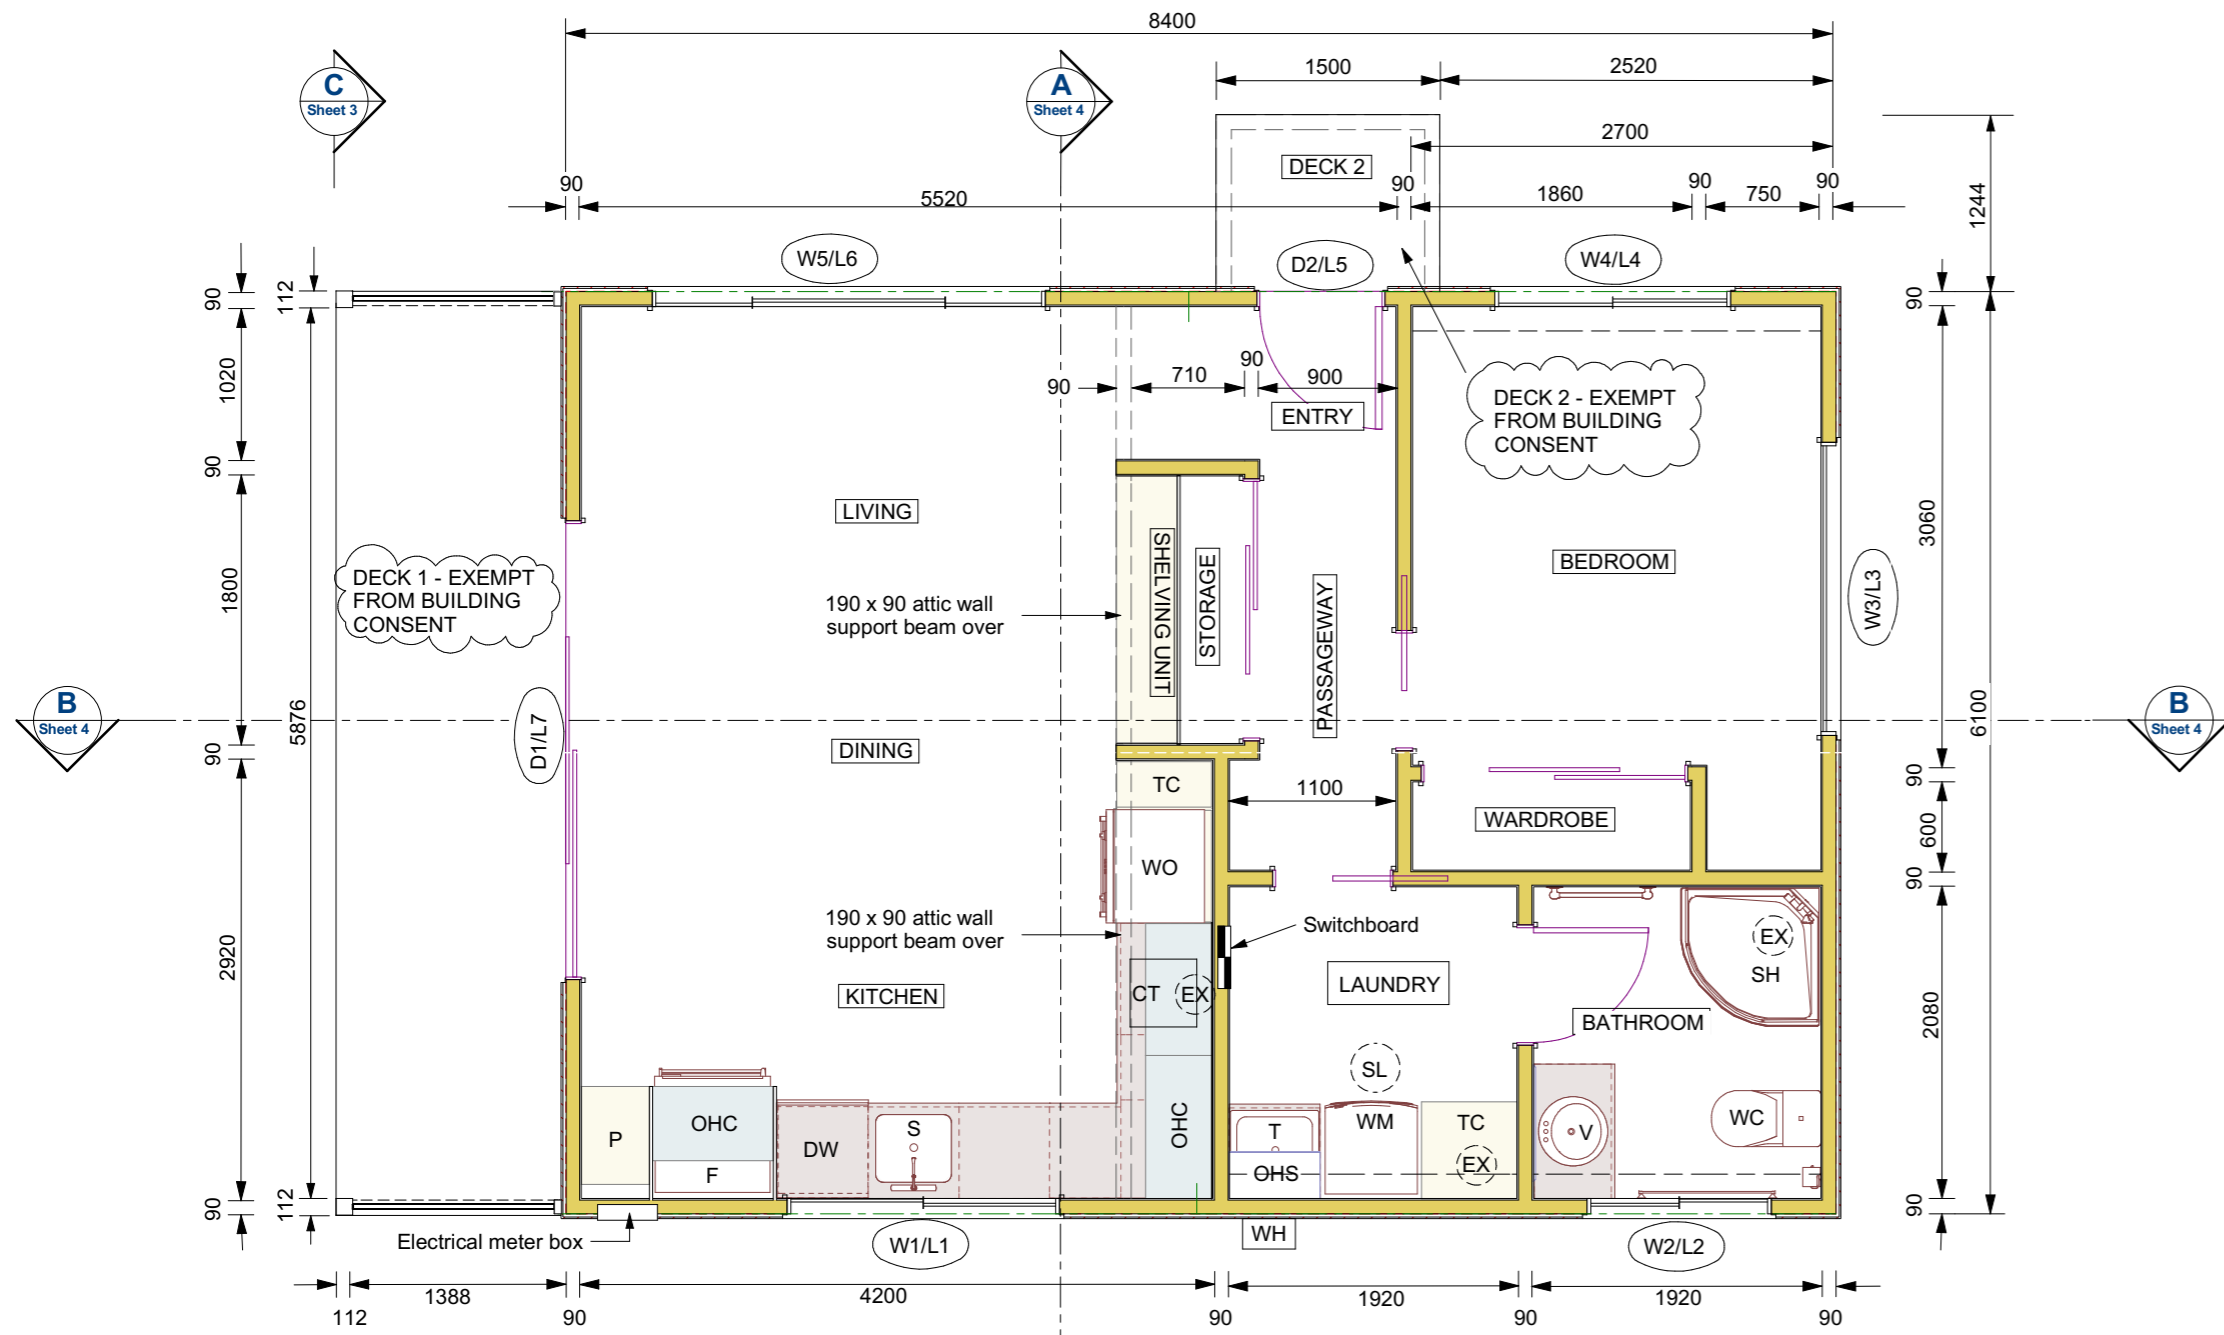 8400
C
Sheet 3
A
Sheet 4
1500
2520
2700
DECK 2
90
5520
90
1860
90
750
90
1244
W5/L6
D2/L5
W4/L4
90
112
90
1020
90
710
90
900
ENTRY
DECK 2 - EXEMPT
FROM BUILDING
CONSENT
90
LIVING
SHELVING UNIT
STORAGE
PASSAGEWAY
BEDROOM
3060
W3/L3
DECK 1 - EXEMPT
FROM BUILDING
CONSENT
1800
190 x 90 attic wall
support beam over
B
Sheet 4
5876
D1/L7
6100
B
Sheet 4
90
DINING
TC
1100
WARDROBE
90
600
WO
90
190 x 90 attic wall
support beam over
Switchboard
EX
SH
2920
KITCHEN
CT
EX
LAUNDRY
BATHROOM
2080
SL
P
OHC
F
DW
S
OHC
T
OHS
WM
TC
EX
V
WC
90
112
90
Electrical meter box
W1/L1
WH
W2/L2
112
1388
90
4200
90
1920
90
1920
90